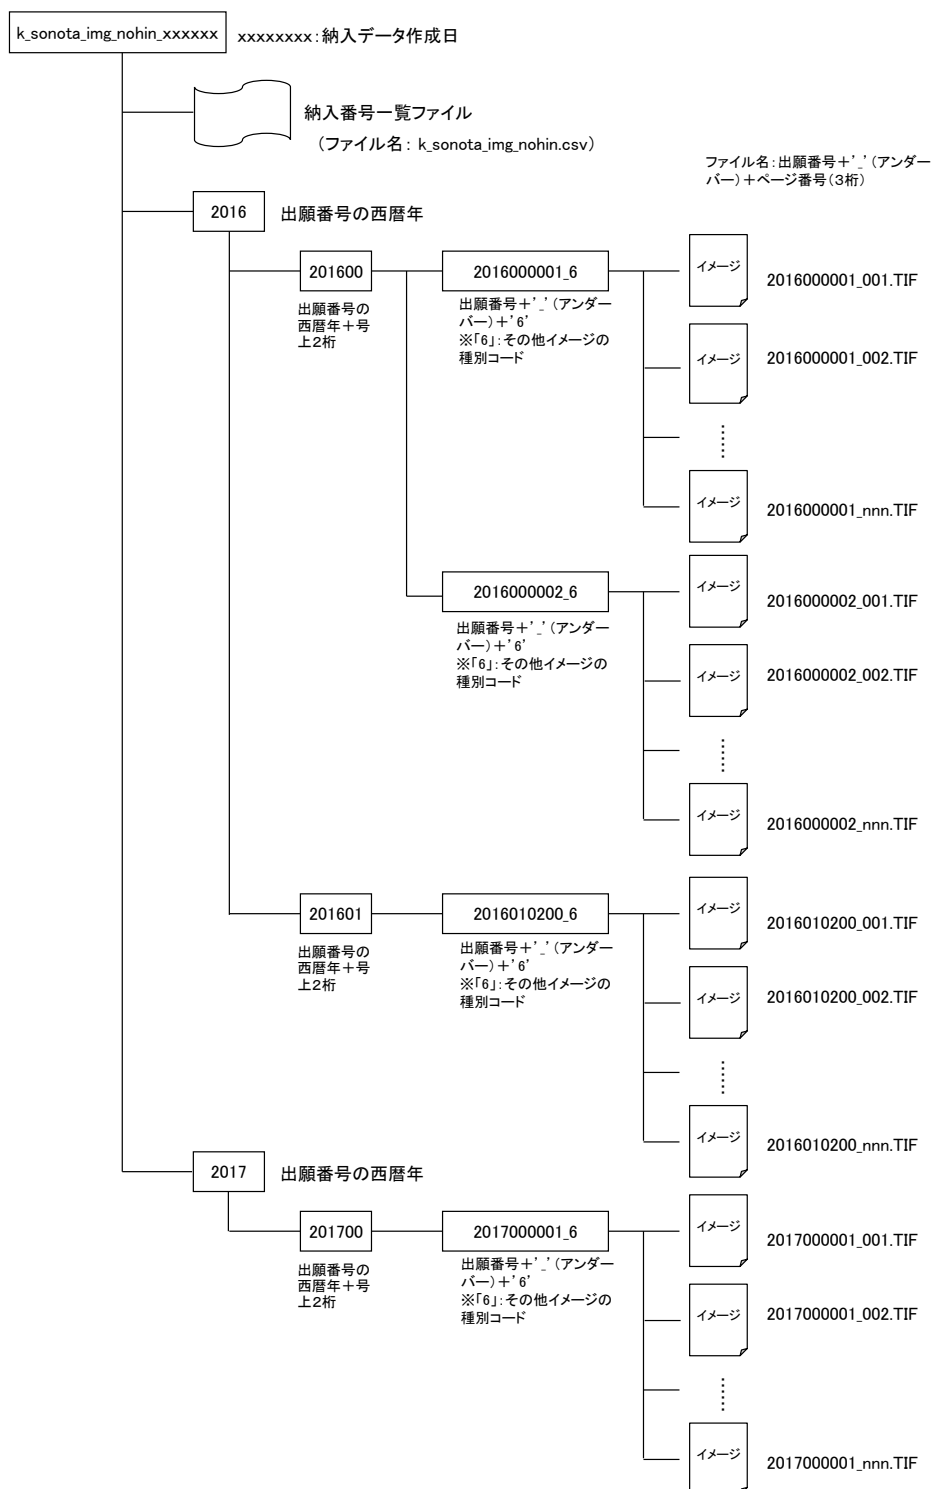 k_sonota_img_nohin_xxxxxx
xxxxxxxx:納入データ作成日
納入番号一覧ファイル
（ファイル名： k_sonota_img_nohin.csv）
ファイル名：出願番号＋’_’（アンダー
バー）＋ページ番号（3桁）
2016
出願番号の西暦年
201600
出願番号の
西暦年＋号
上2桁
2016000001_6
出願番号＋’_’（アンダー
バー）＋’6’
※「6」：その他イメージの
種別コード
イメージ
2016000001_001.TIF
イメージ
2016000001_002.TIF
イメージ
2016000001_nnn.TIF
2016000002_6
出願番号＋’_’（アンダー
バー）＋’6’
※「6」：その他イメージの
種別コード
イメージ
2016000002_001.TIF
イメージ
2016000002_002.TIF
イメージ
2016000002_nnn.TIF
201601
出願番号の
西暦年＋号
上2桁
2016010200_6
出願番号＋’_’（アンダー
バー）＋’6’
※「6」：その他イメージの
種別コード
イメージ
2016010200_001.TIF
イメージ
2016010200_002.TIF
イメージ
2016010200_nnn.TIF
2017
出願番号の西暦年
201700
出願番号の
西暦年＋号
上2桁
2017000001_6
出願番号＋’_’（アンダー
バー）＋’6’
※「6」：その他イメージの
種別コード
イメージ
2017000001_001.TIF
イメージ
2017000001_002.TIF
イメージ
2017000001_nnn.TIF